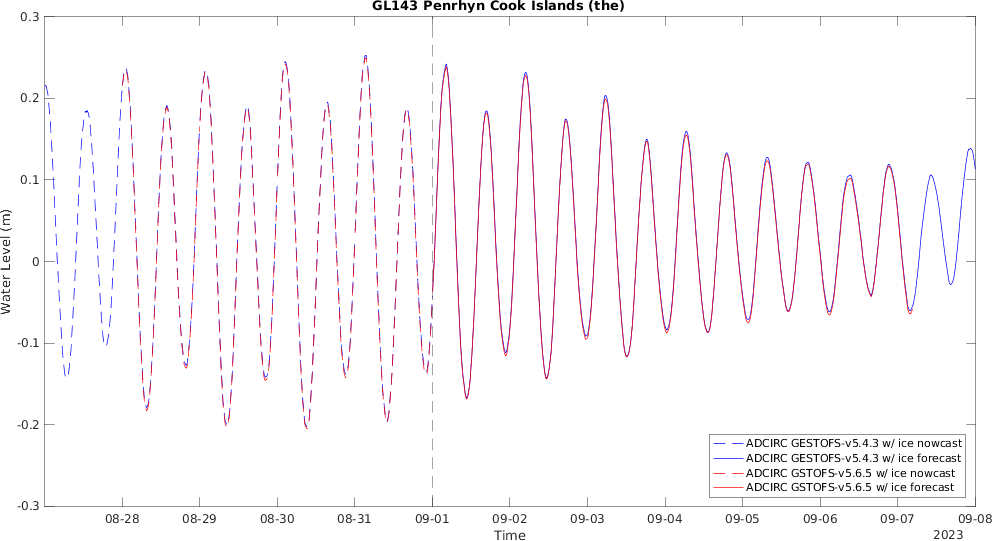 GL143 Penrhyn Cook Islands (the)
0.3
0.2
0.1
0
-0.1
-0.2
-0.3
Water Level (m)
ADCIRC GESTOFS-v5.4.3 w/ ice nowcast
ADCIRC GESTOFS-v5.4.3 w/ ice forecast
ADCIRC GSTOFS-v5.6.5 w/ ice nowcast
ADCIRC GSTOFS-v5.6.5 w/ ice forecast
08-28 08-29 08-30 08-31 09-01 09-02 09-03 09-04 09-05 09-06 09-07 09-08
Time
2023